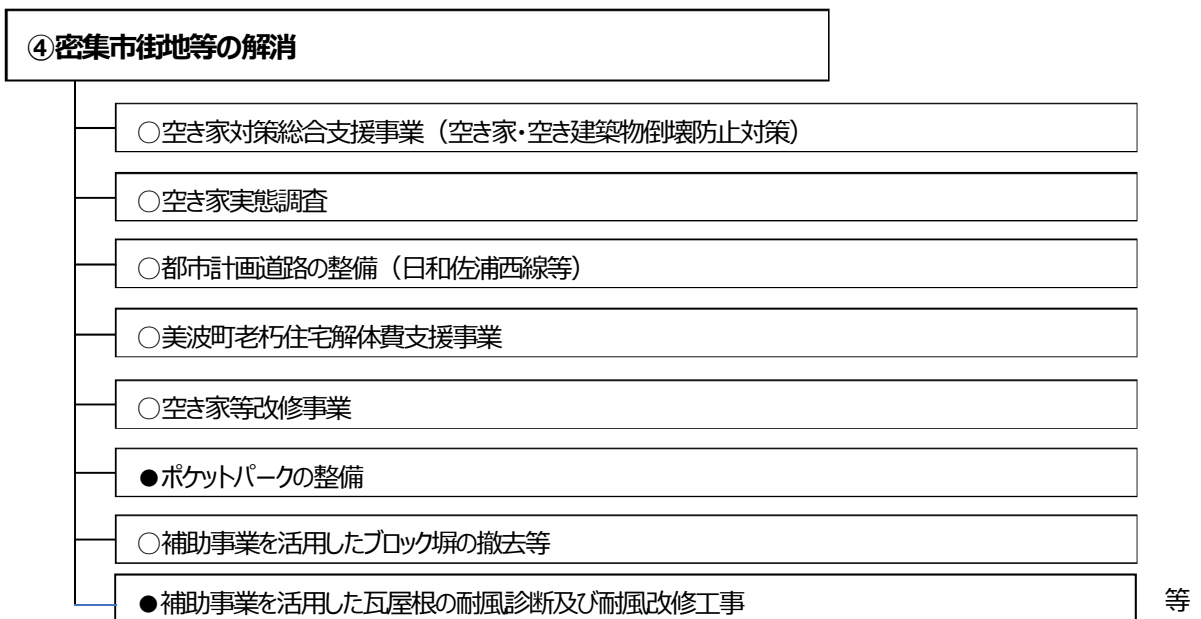 ④密集市街地等の解消
○空き家対策総合支援事業（空き家・空き建築物倒壊防止対策）
○空き家実態調査
○都市計画道路の整備（日和佐浦西線等）
○美波町老朽住宅解体費支援事業
○空き家等改修事業
●ポケットパークの整備
○補助事業を活用したブロック塀の撤去等
●補助事業を活用した瓦屋根の耐風診断及び耐風改修工事
等